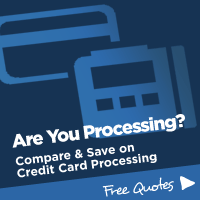 Are You Processing?
Compare & Save on
Credit Card Processing
Free Quotes